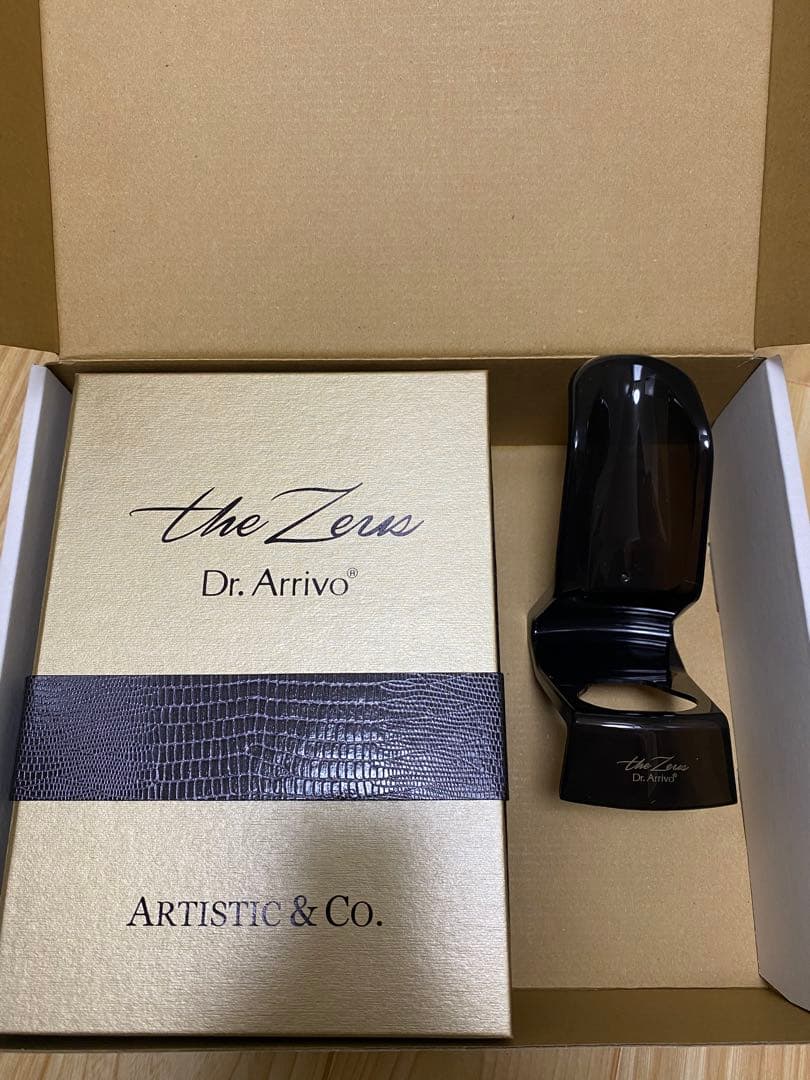 the Zeus
Dr. Arrivo®
ARTISTIC & CO.
the Zeus
Dr. Arrivo®